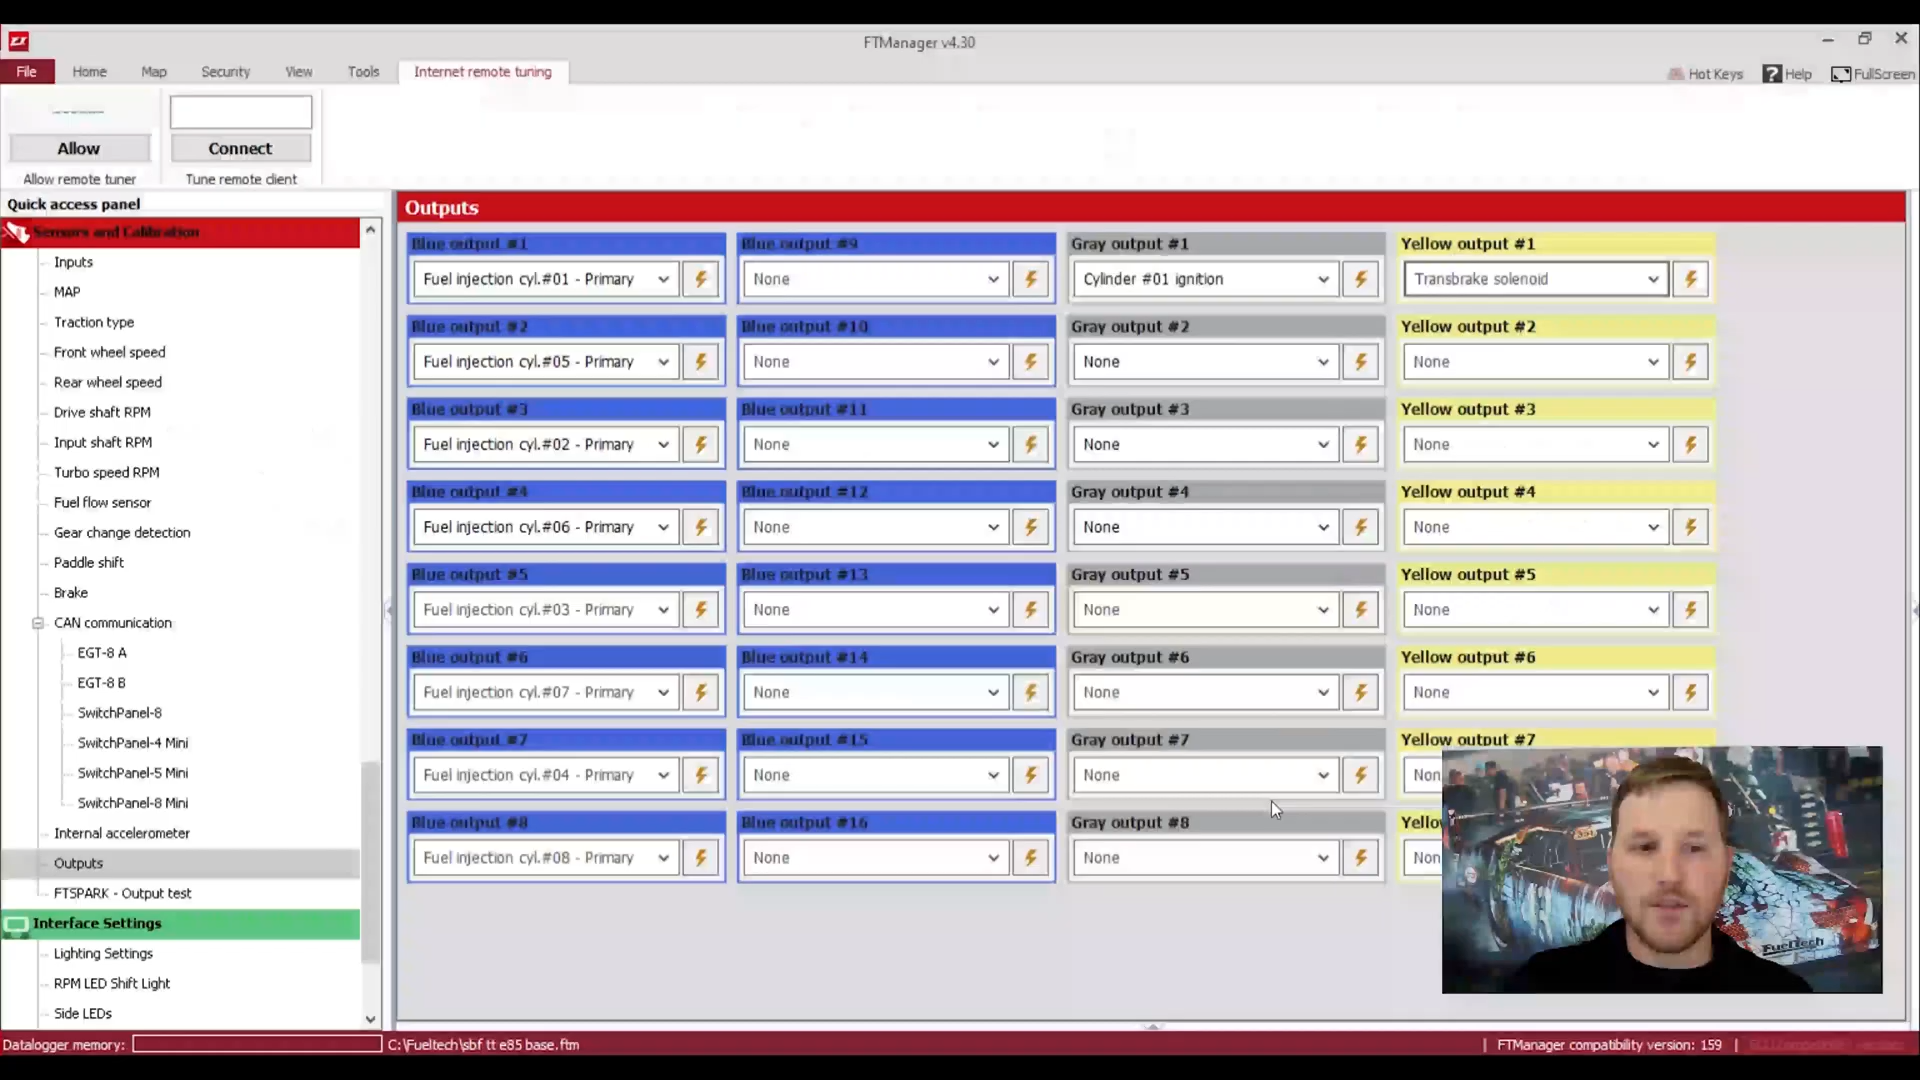 FTManager v4.30
File Home Map Security View Tools Internet remote tuning
Hot Keys ? Help FullScreen
Allow Connect
Allow remote tuner Tune remote client
Quick access panel
Sensors and Calibration
Inputs
MAP
Traction type
Front wheel speed
Rear wheel speed
Drive shaft RPM
Input shaft RPM
Turbo speed RPM
Fuel flow sensor
Gear change detection
Paddle shift
Brake
CAN communication
EGT-8 A
EGT-8 B
SwitchPanel-8
SwitchPanel-4 Mini
SwitchPanel-5 Mini
SwitchPanel-8 Mini
Internal accelerometer
Outputs
FTSPARK - Output test
Interface Settings
Lighting Settings
RPM LED Shift Light
Side LEDs
Outputs
Blue output #1 Blue output #9 Gray output #1 Yellow output #1
Fuel injection cyl.#01 - Primary None Cylinder #01 ignition Transbrake solenoid
Blue output #2 Blue output #10 Gray output #2 Yellow output #2
Fuel injection cyl.#05 - Primary None None None
Blue output #3 Blue output #11 Gray output #3 Yellow output #3
Fuel injection cyl.#02 - Primary None None None
Blue output #4 Blue output #12 Gray output #4 Yellow output #4
Fuel injection cyl.#06 - Primary None None None
Blue output #5 Blue output #13 Gray output #5 Yellow output #5
Fuel injection cyl.#03 - Primary None None None
Blue output #6 Blue output #14 Gray output #6 Yellow output #6
Fuel injection cyl.#07 - Primary None None None
Blue output #7 Blue output #15 Gray output #7 Yellow output #7
Fuel injection cyl.#04 - Primary None None Non
Blue output #8 Blue output #16 Gray output #8 Yello
Fuel injection cyl.#08 - Primary None None Non
FuelTech
Datalogger memory: C:\Fueltech\sbf tt e85 base.ftm | FTManager compatibility version: 159 |